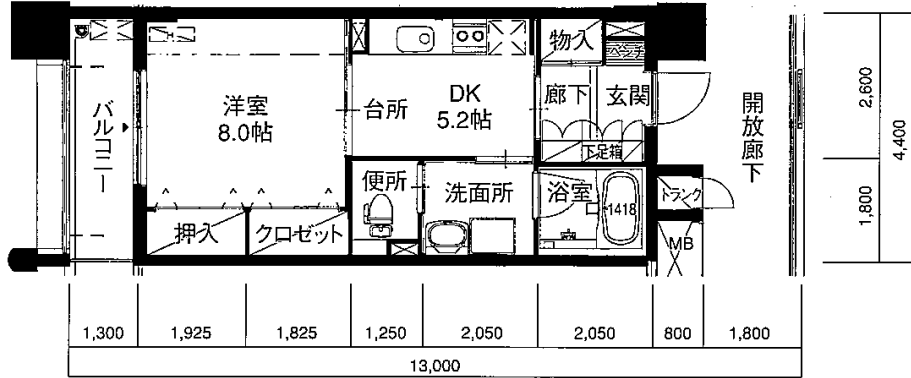 バルコニー
洋室
8.0帖
台所
DK
5.2帖
物入
ベンチ
廊下
玄関
下足箱
開放廊下
押入
クロゼット
便所
洗面所
浴室
1418
トランク
MB
2,600
1,800
4,400
1,300
1,925
1,825
1,250
2,050
2,050
800
1,800
13,000